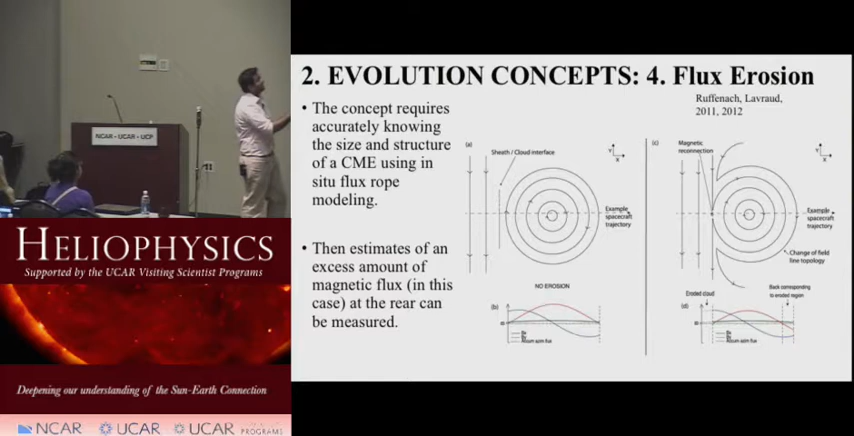 NCAR • UCAR • UCP
HELIOPHYSICS
Supported by the UCAR Visiting Scientist Programs
Deepening our understanding of the Sun-Earth Connection
NCAR UCAR UCAR PROGRAMS
2. EVOLUTION CONCEPTS: 4. Flux Erosion
Ruffenach, Lavraud,
2011, 2012
• The concept requires
accurately knowing
the size and structure
of a CME using in
situ flux rope
modeling.
• Then estimates of an
excess amount of
magnetic flux (in this
case) at the rear can
be measured.
(a)
Sheath / Cloud interface
Y
X
Example
spacecraft
trajectory
NO EROSION
(b)
(c)
Magnetic
reconnection
Y
X
Example
spacecraft
trajectory
Change of field
line topology
Eroded cloud
Back corresponding
to eroded region
(d)